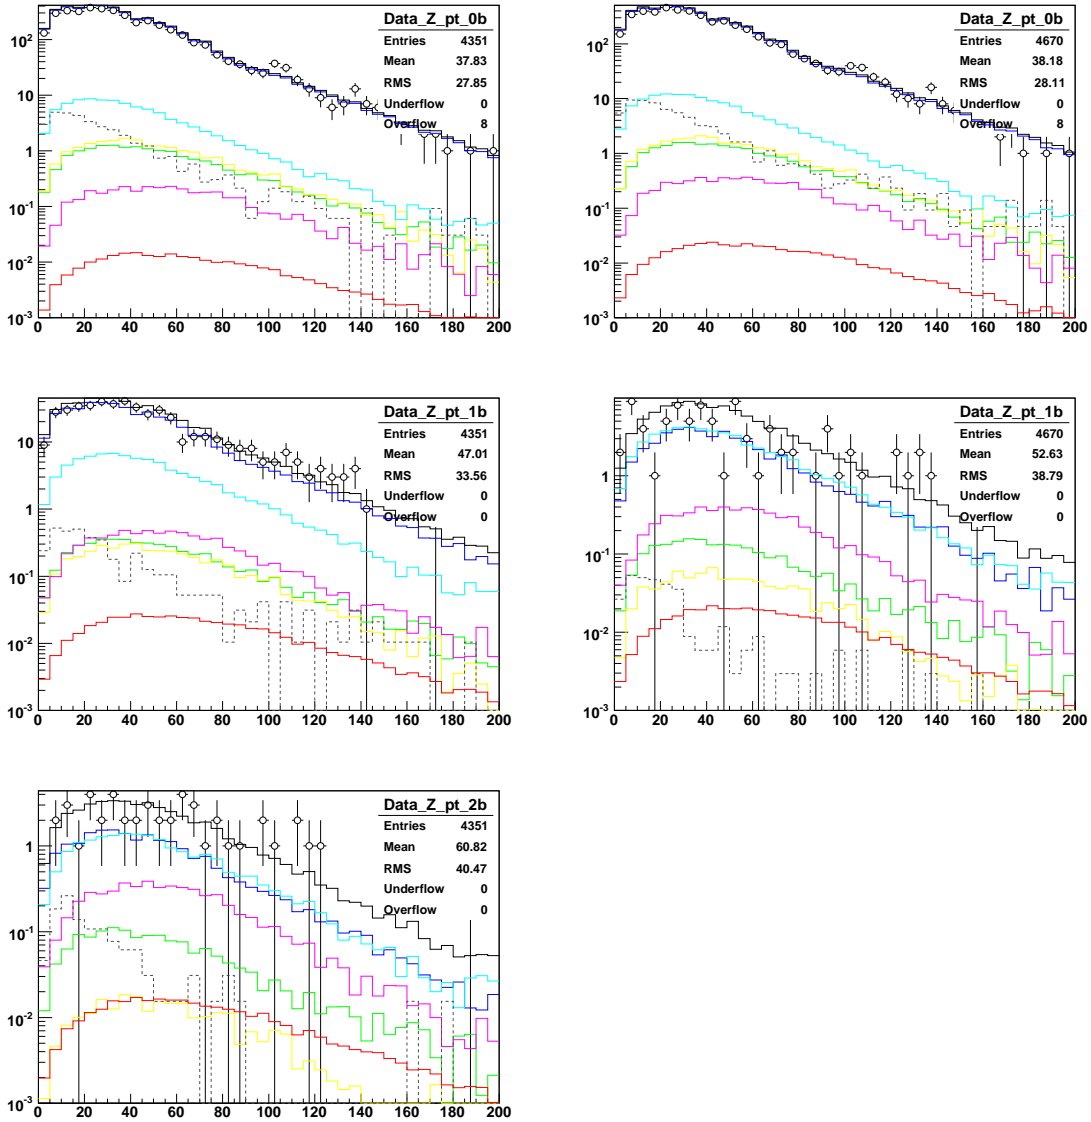 Data_Z_pt_0b
Entries 4351
Mean 37.83
RMS 27.85
Underflow 0
Overflow 8
10²
10
1
10⁻¹
10⁻²
10⁻³
0 20 40 60 80 100 120 140 160 180 200
Data_Z_pt_0b
Entries 4670
Mean 38.18
RMS 28.11
Underflow 0
Overflow 8
10²
10
1
10⁻¹
10⁻²
10⁻³
0 20 40 60 80 100 120 140 160 180 200
Data_Z_pt_1b
Entries 4351
Mean 47.01
RMS 33.56
Underflow 0
Overflow 0
10
1
10⁻¹
10⁻²
10⁻³
0 20 40 60 80 100 120 140 160 180 200
Data_Z_pt_1b
Entries 4670
Mean 52.63
RMS 38.79
Underflow 0
Overflow 0
1
10⁻¹
10⁻²
10⁻³
0 20 40 60 80 100 120 140 160 180 200
Data_Z_pt_2b
Entries 4351
Mean 60.82
RMS 40.47
Underflow 0
Overflow 0
1
10⁻¹
10⁻²
10⁻³
0 20 40 60 80 100 120 140 160 180 200